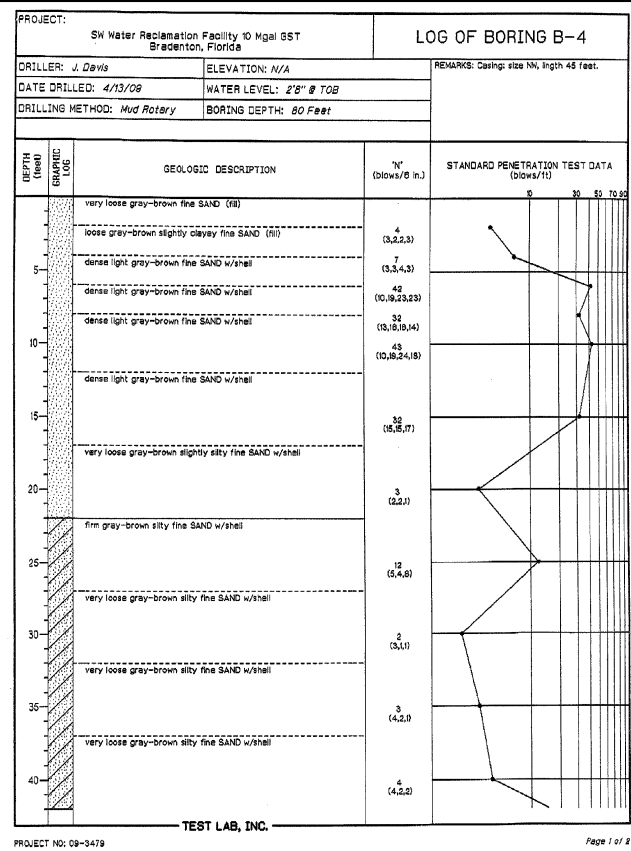 PROJECT:
SW Water Reclamation Facility 10 Mgal GST
Bradenton, Florida
LOG OF BORING B-4
DRILLER: J. Davis
ELEVATION: N/A
REMARKS: Casing: size NW, lingth 45 feet.
DATE DRILLED: 4/13/09
WATER LEVEL: 2'8" @ TOB
DRILLING METHOD: Mud Rotary
BORING DEPTH: 80 Feet
DEPTH (feet)
GRAPHIC LOG
GEOLOGIC DESCRIPTION
"N"
(blows/6 in.)
STANDARD PENETRATION TEST DATA
(blows/ft)
10 30 50 70 90
very loose gray-brown fine SAND (fill)
loose gray-brown slightly clayey fine SAND (fill)
4
(3,2,2,3)
dense light gray-brown fine SAND w/shell
7
(3,3,4,3)
5
dense light gray-brown fine SAND w/shell
42
(10,19,23,23)
dense light gray-brown fine SAND w/shell
32
(13,18,18,14)
10
43
(10,19,24,18)
dense light gray-brown fine SAND w/shell
15
32
(15,15,17)
very loose gray-brown slightly silty fine SAND w/shell
20
3
(2,2,1)
firm gray-brown silty fine SAND w/shell
25
12
(5,4,8)
very loose gray-brown silty fine SAND w/shell
30
2
(3,1,1)
very loose gray-brown silty fine SAND w/shell
35
3
(4,2,1)
very loose gray-brown silty fine SAND w/shell
40
4
(4,2,2)
TEST LAB, INC.
PROJECT NO: 09-3479
Page 1 of 2